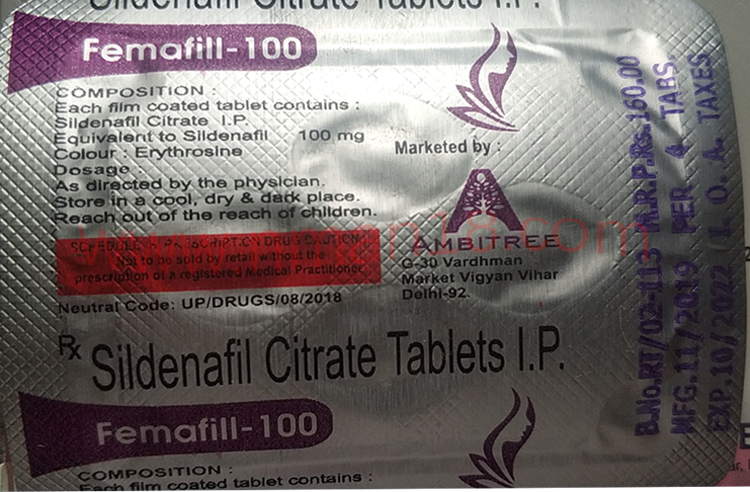 Sildenafil Citrate Tablets I.P.
Femafill-100
COMPOSITION :
Each film coated tablet contains :
Sildenafil Citrate I.P.
Equivalent to Sildenafil 100 mg
Colour : Erythrosine
Dosage
As directed by the physician.
Store in a cool, dry & dark place.
Reach out of the reach of children.
SCHEDULE H PRESCRIPTION DRUG CAUTION
Not to be sold by retail without the
prescription of a registered Medical Practitioner
Neutral Code: UP/DRUGS/08/2018
Marketed by :
AMBITREE
G-30 Vardhman
Market Vigyan Vihar
Delhi-92.
B.No.RT/02-113 M.R.P.Rs.160.00
MFG.11/2019 PER 4 TABS.
EXP.10/2022 I. O. A. TAXES
Rx Sildenafil Citrate Tablets I.P.
Femafill-100
COMPOSITION :
Each film coated tablet contains :